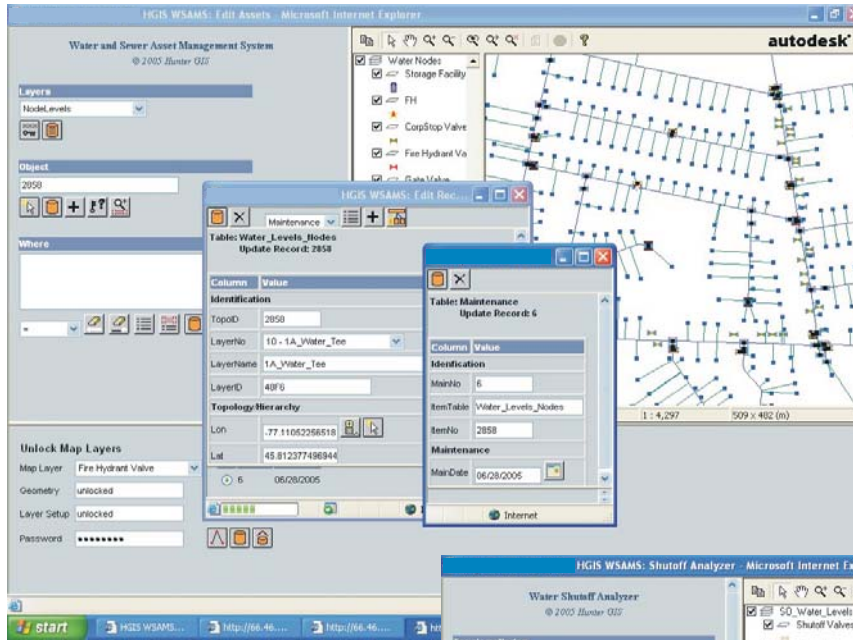 HGIS WSAMS: Edit Assets - Microsoft Internet Explorer
Water and Sewer Asset Management System
© 2005 Hunter GIS
Layers
NodeLevels
Object
2858
Where
=
Unlock Map Layers
Map Layer Fire Hydrant Valve
Geometry unlocked
Layer Setup unlocked
Password ••••••••
autodesk
Water Nodes
Storage Facility
FH
CorpStop Valve
Fire Hydrant Va
Gate Valve
1 : 4,297 509 x 402 (m)
HGIS WSAMS: Edit Rec...
Maintenance
Table: Water_Levels_Nodes
Update Record: 2858
Column Value
Identification
TopoID 2858
LayerNo 10 - 1A_Water_Tee
LayerName 1A_Water_Tee
LayerID 40F6
Topology Hierarchy
Lon -77.11052256518
Lat 45.812377496944
6 06/28/2005
Table: Maintenance
Update Record: 6
Column Value
Idenfication
MainNo 6
ItemTable Water_Levels_Nodes
ItemNo 2858
Maintenance
MainDate 06/28/2005
Internet
HGIS WSAMS: Shutoff Analyzer - Microsoft Internet Ex
Water Shutoff Analyzer
© 2005 Hunter GIS
SO_Water_Levels
Shutoff Valves
start
HGIS WSAMS...
http://66.46....
http://66.46....